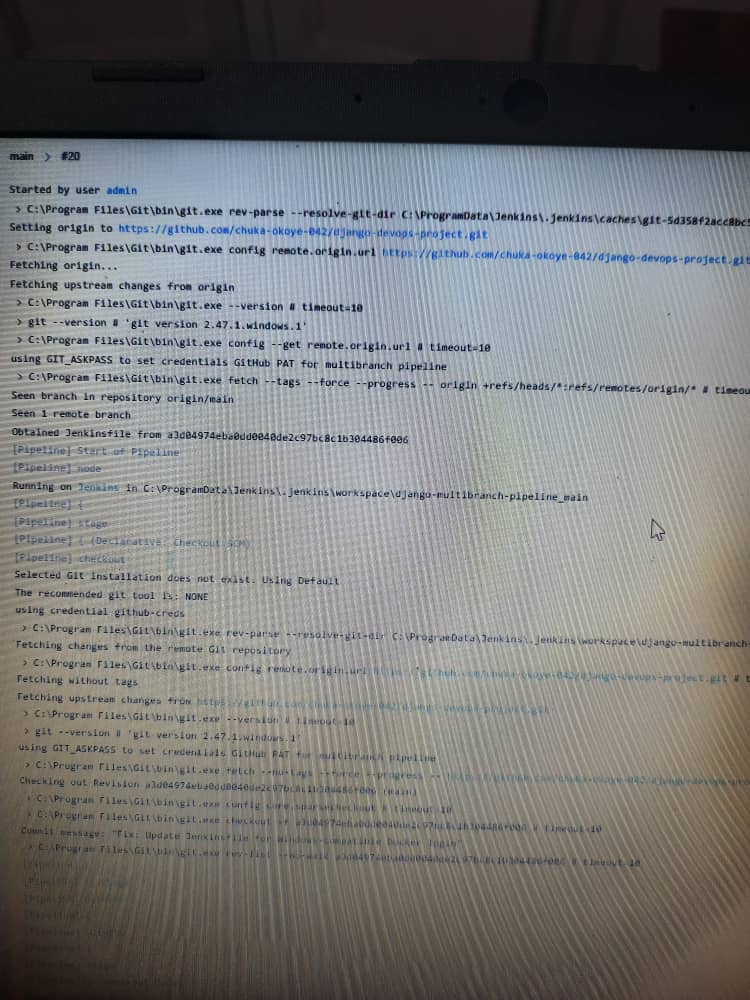 main > #20
Started by user admin
> C:\Program Files\Git\bin\git.exe rev-parse --resolve-git-dir C:\ProgramData\Jenkins\.jenkins\caches\git-5d358f2acc8bc
Setting origin to https://github.com/chuka-okoye-042/django-devops-project.git
> C:\Program Files\Git\bin\git.exe config remote.origin.url https://github.com/chuka-okoye-042/django-devops-project.git
Fetching origin...
Fetching upstream changes from origin
> C:\Program Files\Git\bin\git.exe --version # timeout=10
> git --version # 'git version 2.47.1.windows.1'
> C:\Program Files\Git\bin\git.exe config --get remote.origin.url # timeout=10
using GIT_ASKPASS to set credentials GitHub PAT for multibranch pipeline
> C:\Program Files\Git\bin\git.exe fetch --tags --force --progress -- origin +refs/heads/*:refs/remotes/origin/* # timeou
Seen branch in repository origin/main
Seen 1 remote branch
Obtained Jenkinsfile from a3d04974eba0dd0040de2c97bc8c1b304486f006
[Pipeline] Start of Pipeline
[Pipeline] node
Running on Jenkins in C:\ProgramData\Jenkins\.jenkins\workspace\django-multibranch-pipeline_main
[Pipeline] {
[Pipeline] stage
[Pipeline] { (Declarative: Checkout SCM)
[Pipeline] checkout
Selected Git installation does not exist. Using Default
The recommended git tool is: NONE
using credential github-creds
> C:\Program Files\Git\bin\git.exe rev-parse --resolve-git-dir C:\ProgramData\Jenkins\.jenkins\workspace\django-multibranch-
Fetching changes from the remote Git repository
> C:\Program Files\Git\bin\git.exe config remote.origin.url https://github.com/chuka-okoye-042/django-devops-project.git # t
Fetching without tags
Fetching upstream changes from https://github.com/chuka-okoye-042/django-devops-project.git
> C:\Program Files\Git\bin\git.exe --version # timeout=10
> git --version # 'git version 2.47.1.windows.1'
using GIT_ASKPASS to set credentials GitHub PAT for multibranch pipeline
> C:\Program Files\Git\bin\git.exe fetch --no-tags --force --progress -- https://github.com/chuka-okoye-042/django-devops-pro
Checking out Revision a3d04974eba0dd0040de2c97bc8c1b304486f006 (main)
> C:\Program Files\Git\bin\git.exe config core.sparsecheckout # timeout=10
> C:\Program Files\Git\bin\git.exe checkout -f a3d04974eba0dd0040de2c97bc8c1b304486f006 # timeout=10
Commit message: "Fix: Update Jenkinsfile for Windows-compatible Docker login"
> C:\Program Files\Git\bin\git.exe rev-list --no-walk a3d04974eba0dd0040de2c97bc8c1b304486f006 # timeout=10
[Pipeline]
[Pipeline]
[Pipeline]
[Pipeline]
[Pipeline]